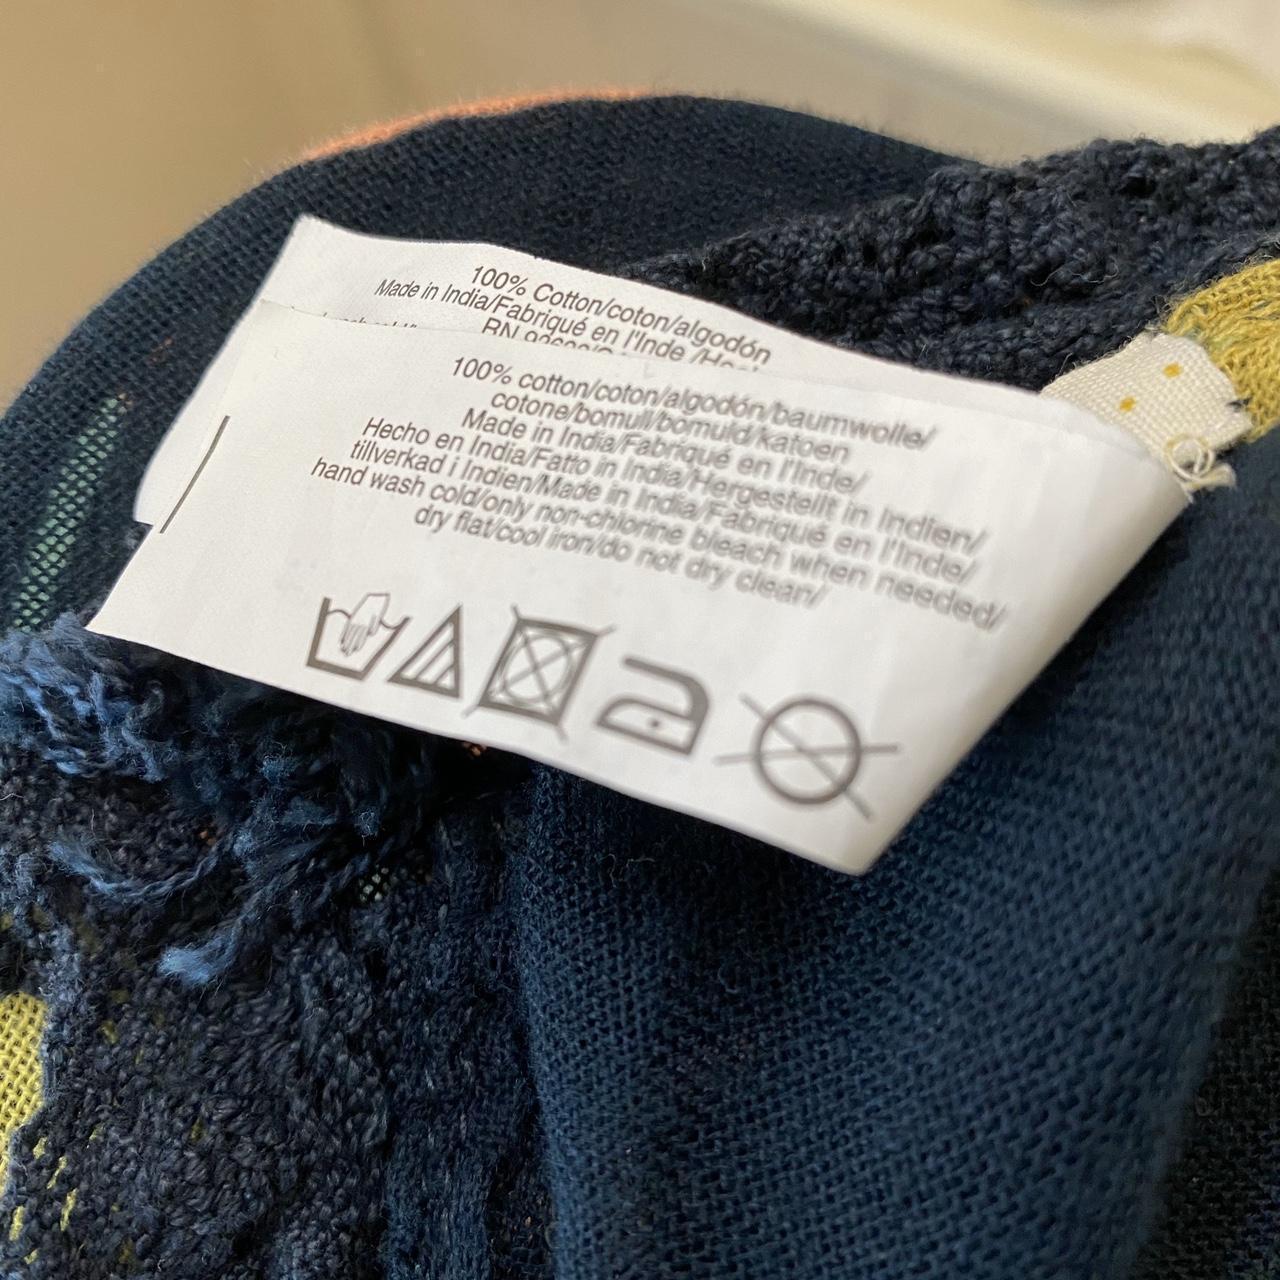 100% Cotton/coton/algodón
Made in India/Fabriqué en l'Inde
RN
100% cotton/coton/algodón/baumwolle/
cotone/bomull/bomuld/katoen
Made in India/Fabriqué en l'Inde/
Hecho en India/Fatto in India/Hergestellt in Indien/
tillverkad i Indien/Made in India/Fabriqué en l'Inde/
hand wash cold/only non-chlorine bleach when needed/
dry flat/cool iron/do not dry clean/